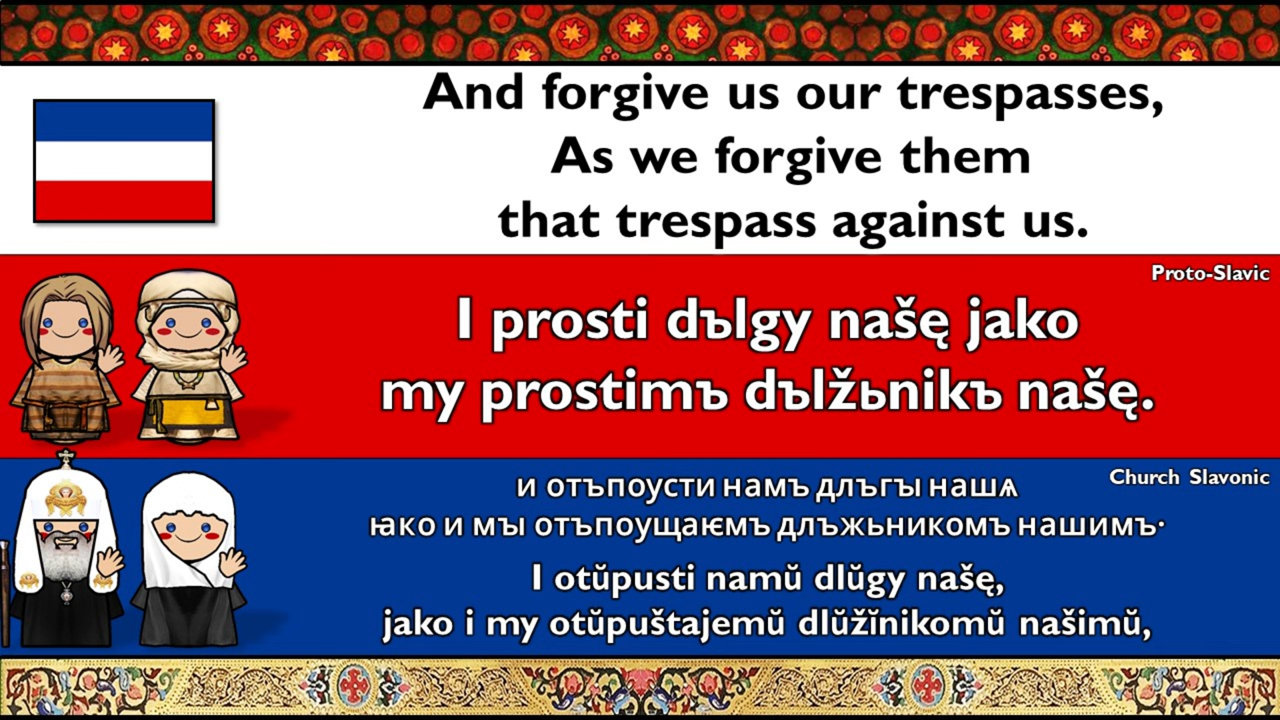 And forgive us our trespasses,
As we forgive them
that trespass against us.
Proto-Slavic
I prosti dъlgy našę jako
my prostimъ dъlžьnikъ našę.
Church Slavonic
и отъпоусти намъ длъгꙑ нашѧ
ꙗко и мꙑ отъпоущаѥмъ длъжьникомъ нашимъ·
I otŭpusti namŭ dlŭgy našę,
jako i my otŭpuštajemŭ dlŭžĭnikomŭ našimŭ,